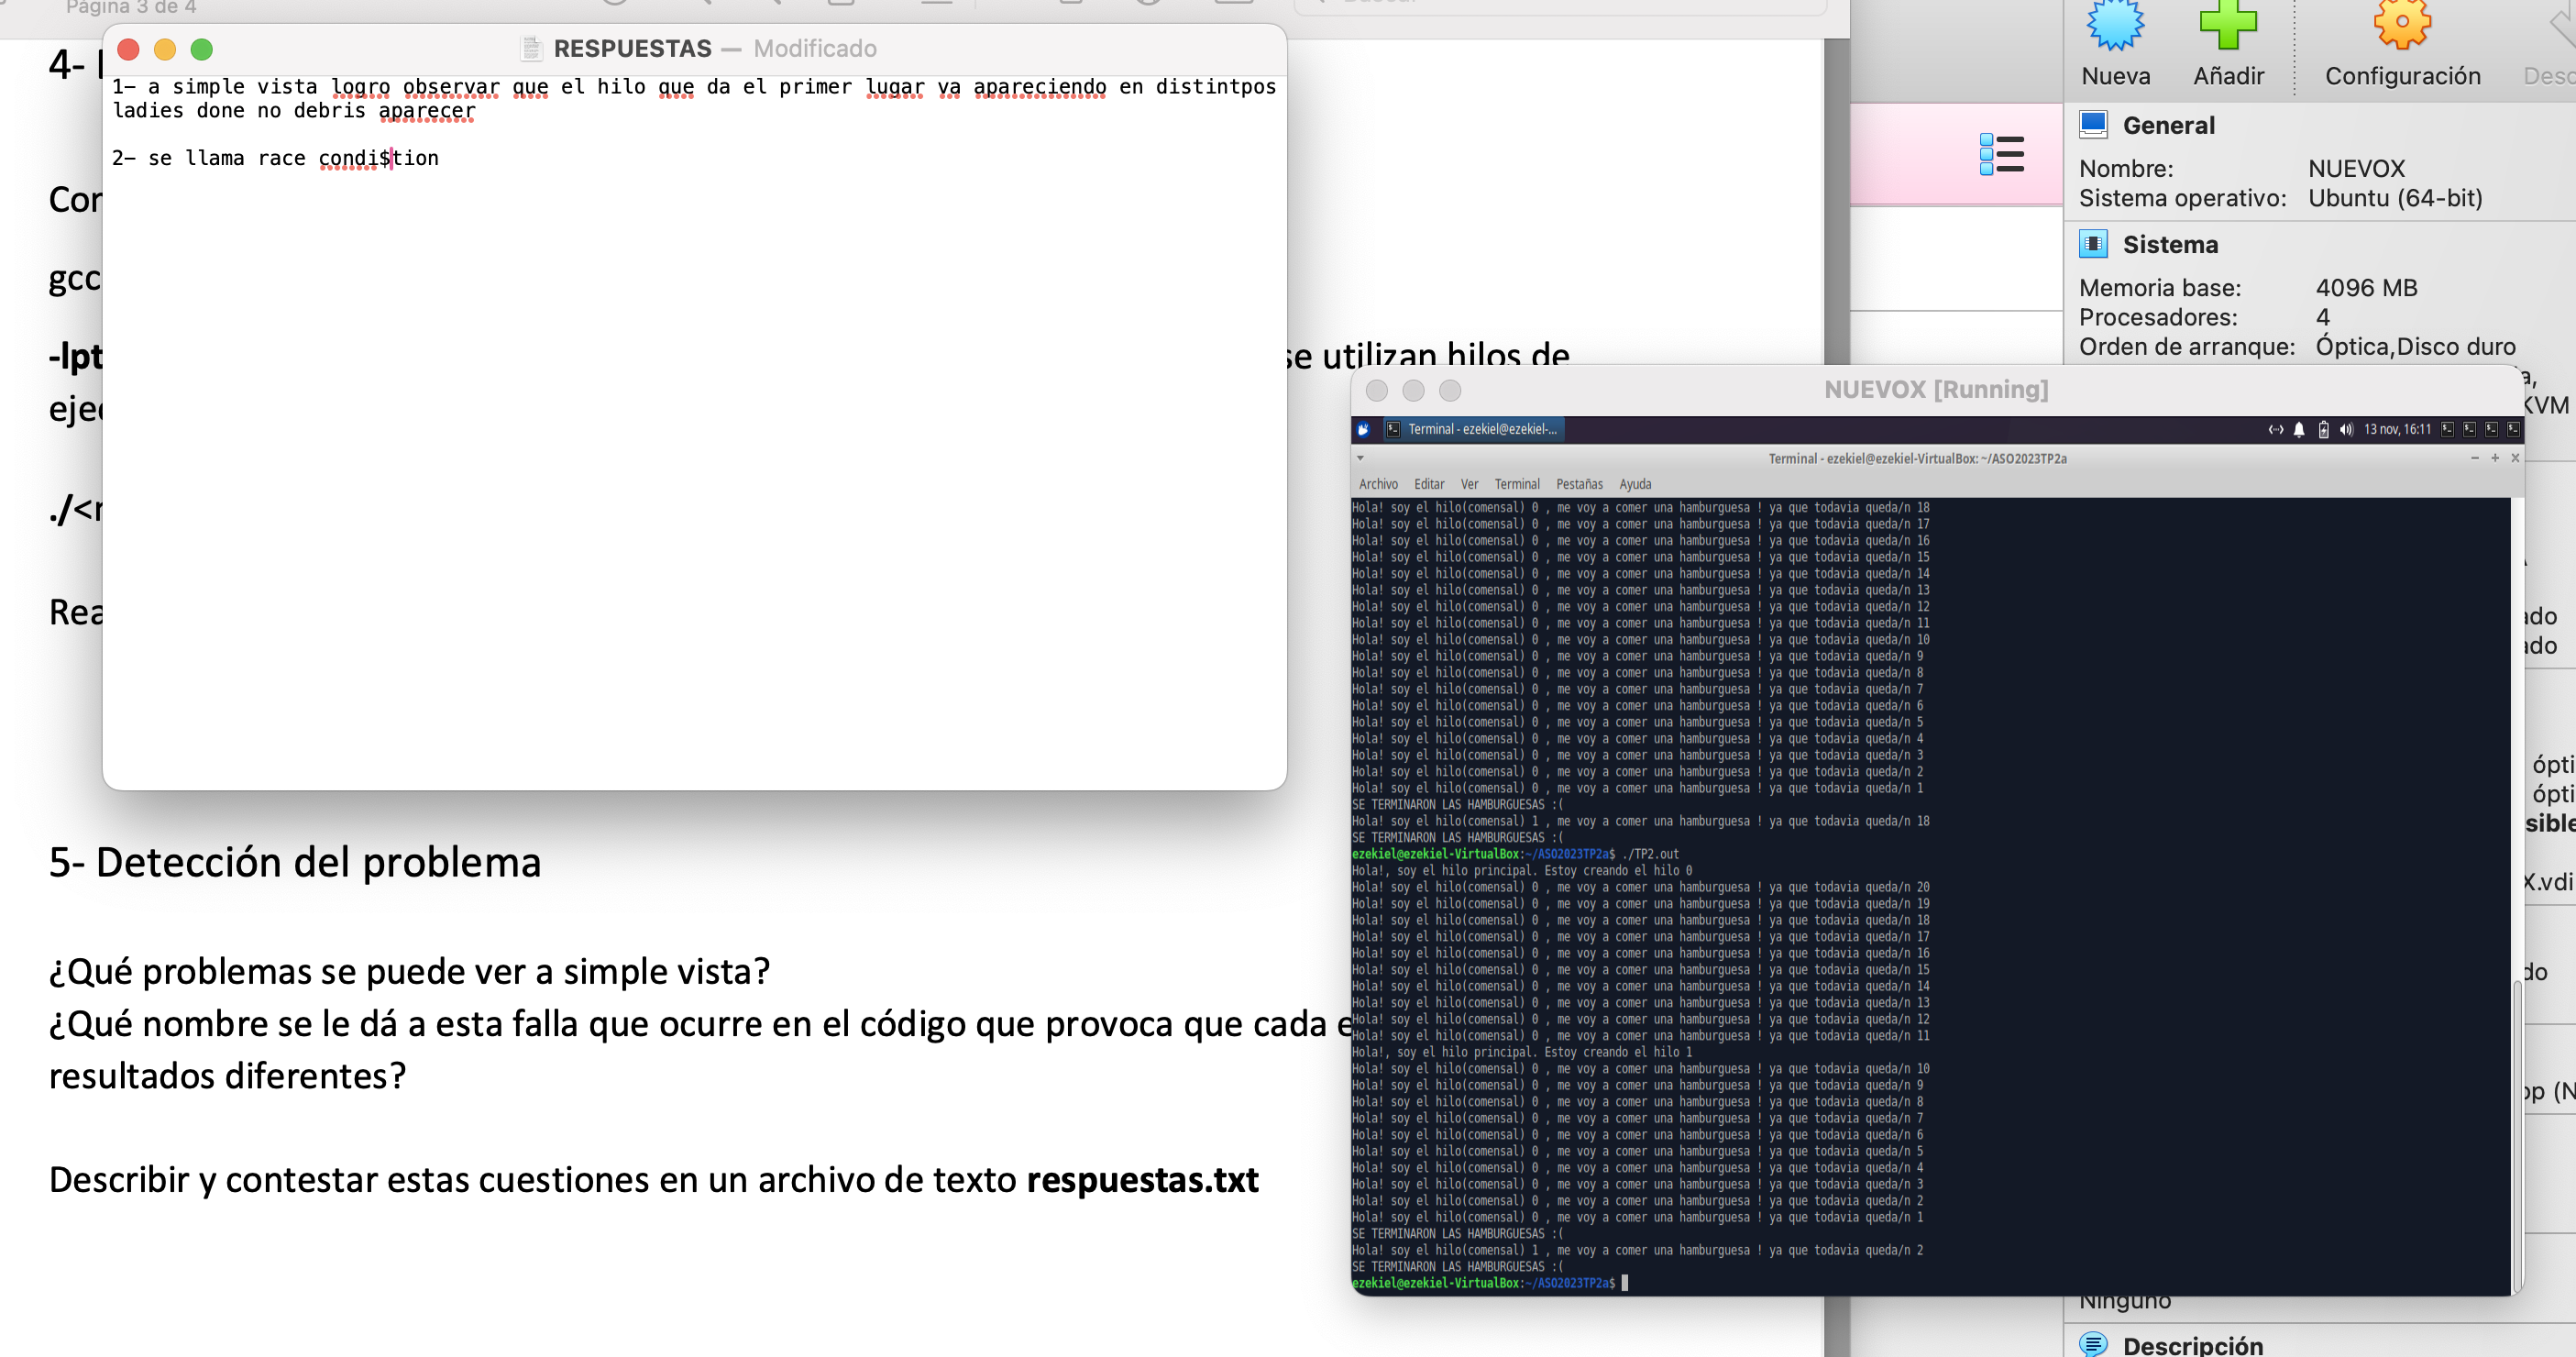 Página 3 de 4
4-
RESPUESTAS — Modificado
1- a simple vista logro observar que el hilo que da el primer lugar va apareciendo en distintpos
ladies done no debris aparecer
2- se llama race condi$tion
gcc
-lpt
se utilizan hilos de
./<
5- Detección del problema
¿Qué problemas se puede ver a simple vista?
¿Qué nombre se le dá a esta falla que ocurre en el código que provoca que cada
resultados diferentes?
Describir y contestar estas cuestiones en un archivo de texto respuestas.txt
Nueva Añadir Configuración
General
Nombre: NUEVOX
Sistema operativo: Ubuntu (64-bit)
Sistema
Memoria base: 4096 MB
Procesadores: 4
Orden de arranque: Óptica,Disco duro
KVM
NUEVOX [Running]
Terminal - ezekiel@ezekiel-...
13 nov, 16:11
Terminal - ezekiel@ezekiel-VirtualBox: ~/ASO2023TP2a
Archivo Editar Ver Terminal Pestañas Ayuda
Hola! soy el hilo(comensal) 0 , me voy a comer una hamburguesa ! ya que todavia queda/n 18
Hola! soy el hilo(comensal) 0 , me voy a comer una hamburguesa ! ya que todavia queda/n 17
Hola! soy el hilo(comensal) 0 , me voy a comer una hamburguesa ! ya que todavia queda/n 16
Hola! soy el hilo(comensal) 0 , me voy a comer una hamburguesa ! ya que todavia queda/n 15
Hola! soy el hilo(comensal) 0 , me voy a comer una hamburguesa ! ya que todavia queda/n 14
Hola! soy el hilo(comensal) 0 , me voy a comer una hamburguesa ! ya que todavia queda/n 13
Hola! soy el hilo(comensal) 0 , me voy a comer una hamburguesa ! ya que todavia queda/n 12
Hola! soy el hilo(comensal) 0 , me voy a comer una hamburguesa ! ya que todavia queda/n 11
Hola! soy el hilo(comensal) 0 , me voy a comer una hamburguesa ! ya que todavia queda/n 10
Hola! soy el hilo(comensal) 0 , me voy a comer una hamburguesa ! ya que todavia queda/n 9
Hola! soy el hilo(comensal) 0 , me voy a comer una hamburguesa ! ya que todavia queda/n 8
Hola! soy el hilo(comensal) 0 , me voy a comer una hamburguesa ! ya que todavia queda/n 7
Hola! soy el hilo(comensal) 0 , me voy a comer una hamburguesa ! ya que todavia queda/n 6
Hola! soy el hilo(comensal) 0 , me voy a comer una hamburguesa ! ya que todavia queda/n 5
Hola! soy el hilo(comensal) 0 , me voy a comer una hamburguesa ! ya que todavia queda/n 4
Hola! soy el hilo(comensal) 0 , me voy a comer una hamburguesa ! ya que todavia queda/n 3
Hola! soy el hilo(comensal) 0 , me voy a comer una hamburguesa ! ya que todavia queda/n 2
Hola! soy el hilo(comensal) 0 , me voy a comer una hamburguesa ! ya que todavia queda/n 1
SE TERMINARON LAS HAMBURGUESAS :(
Hola! soy el hilo(comensal) 1 , me voy a comer una hamburguesa ! ya que todavia queda/n 18
SE TERMINARON LAS HAMBURGUESAS :(
ezekiel@ezekiel-VirtualBox:~/ASO2023TP2a$ ./TP2.out
Hola!, soy el hilo principal. Estoy creando el hilo 0
Hola! soy el hilo(comensal) 0 , me voy a comer una hamburguesa ! ya que todavia queda/n 20
Hola! soy el hilo(comensal) 0 , me voy a comer una hamburguesa ! ya que todavia queda/n 19
Hola! soy el hilo(comensal) 0 , me voy a comer una hamburguesa ! ya que todavia queda/n 18
Hola! soy el hilo(comensal) 0 , me voy a comer una hamburguesa ! ya que todavia queda/n 17
Hola! soy el hilo(comensal) 0 , me voy a comer una hamburguesa ! ya que todavia queda/n 16
Hola! soy el hilo(comensal) 0 , me voy a comer una hamburguesa ! ya que todavia queda/n 15
Hola! soy el hilo(comensal) 0 , me voy a comer una hamburguesa ! ya que todavia queda/n 14
Hola! soy el hilo(comensal) 0 , me voy a comer una hamburguesa ! ya que todavia queda/n 13
Hola! soy el hilo(comensal) 0 , me voy a comer una hamburguesa ! ya que todavia queda/n 12
Hola! soy el hilo(comensal) 0 , me voy a comer una hamburguesa ! ya que todavia queda/n 11
Hola!, soy el hilo principal. Estoy creando el hilo 1
Hola! soy el hilo(comensal) 0 , me voy a comer una hamburguesa ! ya que todavia queda/n 10
Hola! soy el hilo(comensal) 0 , me voy a comer una hamburguesa ! ya que todavia queda/n 9
Hola! soy el hilo(comensal) 0 , me voy a comer una hamburguesa ! ya que todavia queda/n 8
Hola! soy el hilo(comensal) 0 , me voy a comer una hamburguesa ! ya que todavia queda/n 7
Hola! soy el hilo(comensal) 0 , me voy a comer una hamburguesa ! ya que todavia queda/n 6
Hola! soy el hilo(comensal) 0 , me voy a comer una hamburguesa ! ya que todavia queda/n 5
Hola! soy el hilo(comensal) 0 , me voy a comer una hamburguesa ! ya que todavia queda/n 4
Hola! soy el hilo(comensal) 0 , me voy a comer una hamburguesa ! ya que todavia queda/n 3
Hola! soy el hilo(comensal) 0 , me voy a comer una hamburguesa ! ya que todavia queda/n 2
Hola! soy el hilo(comensal) 0 , me voy a comer una hamburguesa ! ya que todavia queda/n 1
SE TERMINARON LAS HAMBURGUESAS :(
Hola! soy el hilo(comensal) 1 , me voy a comer una hamburguesa ! ya que todavia queda/n 2
SE TERMINARON LAS HAMBURGUESAS :(
ezekiel@ezekiel-VirtualBox:~/ASO2023TP2a$
X.vdi
Ninguno
Descripción